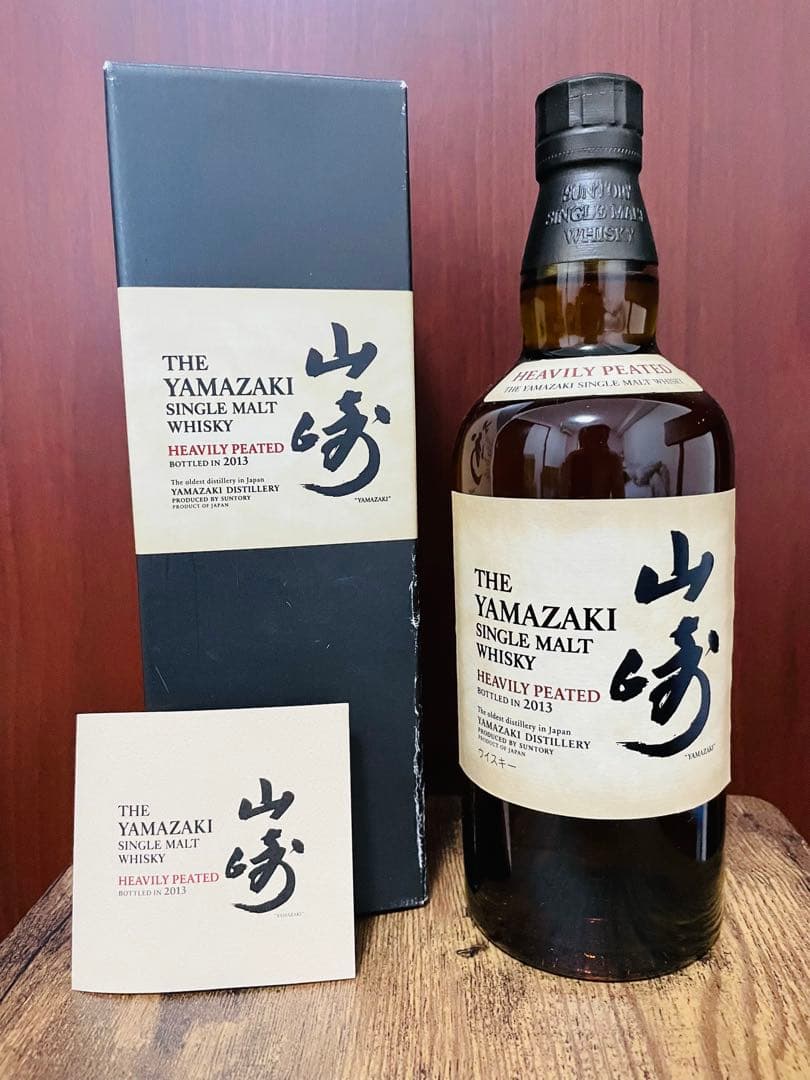 THE
YAMAZAKI
SINGLE MALT
WHISKY
HEAVILY PEATED
BOTTLED IN 2013
The oldest distillery in Japan
YAMAZAKI DISTILLERY
PRODUCED BY SUNTORY
PRODUCT OF JAPAN
山崎
"YAMAZAKI"
SUNTORY
SINGLE MALT
WHISKY
HEAVILY PEATED
THE YAMAZAKI SINGLE MALT WHISKY
THE
YAMAZAKI
SINGLE MALT
WHISKY
HEAVILY PEATED
BOTTLED IN 2013
The oldest distillery in Japan
YAMAZAKI DISTILLERY
PRODUCED BY SUNTORY
PRODUCT OF JAPAN
ウイスキー
山崎
"YAMAZAKI"
THE
YAMAZAKI
SINGLE MALT
WHISKY
HEAVILY PEATED
BOTTLED IN 2013
山崎
"YAMAZAKI"